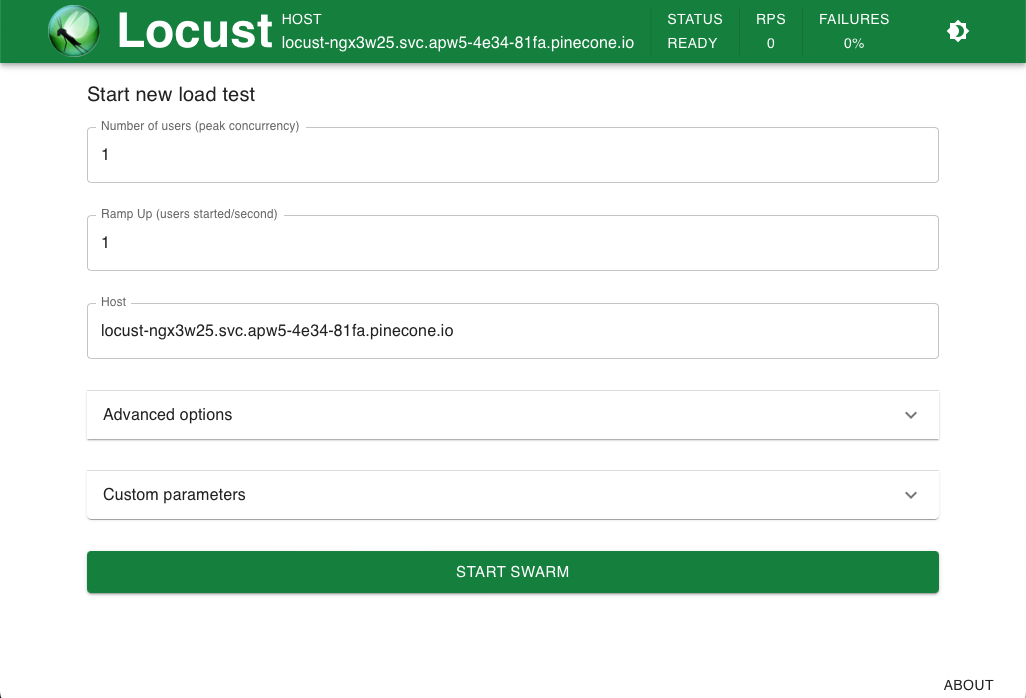 Locust
HOST
locust-ngx3w25.svc.apw5-4e34-81fa.pinecone.io
STATUS
READY
RPS
0
FAILURES
0%
Start new load test
Number of users (peak concurrency)
1
Ramp Up (users started/second)
1
Host
locust-ngx3w25.svc.apw5-4e34-81fa.pinecone.io
Advanced options
Custom parameters
START SWARM
ABOUT